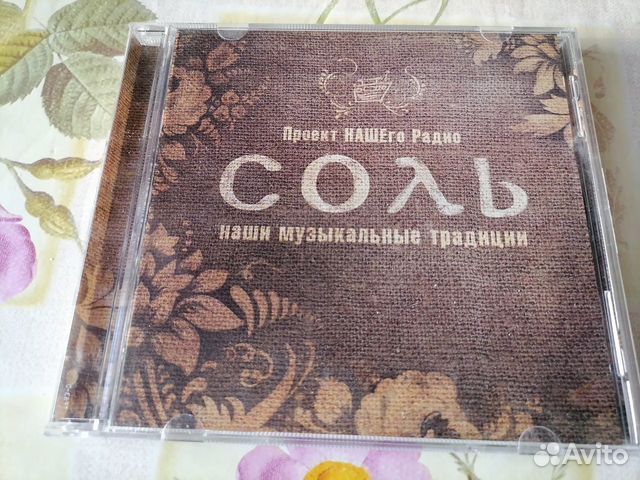 Проект НАШЕго Радио
СОЛЬ
наши музыкальные традиции
Avito